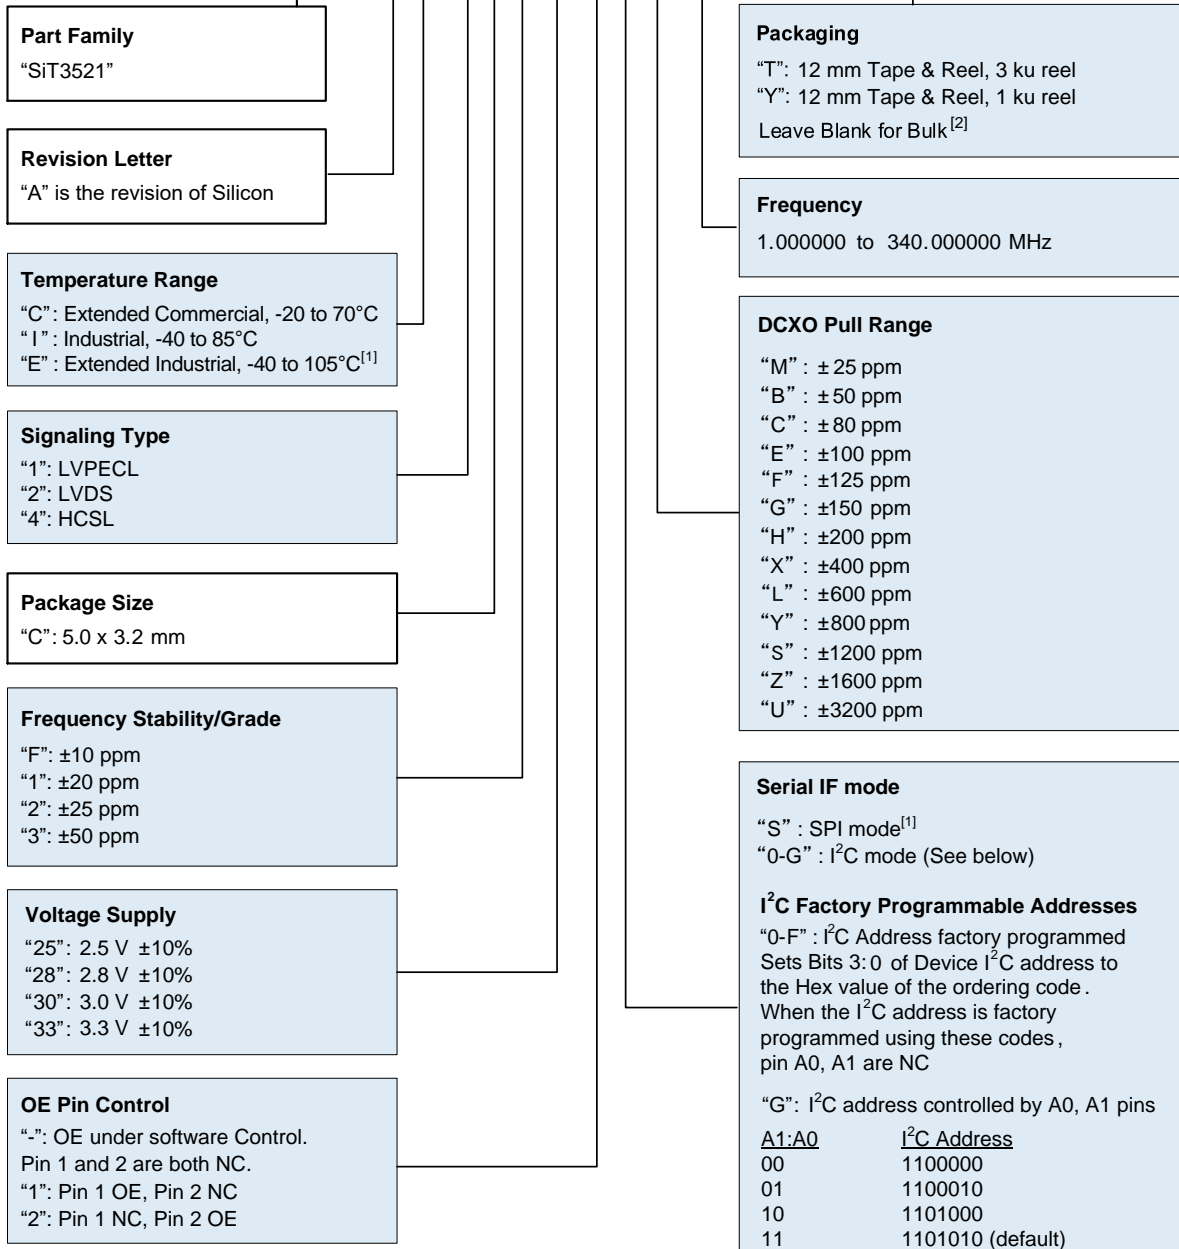 Part Family
“SiT3521”
Revision Letter
“A” is the revision of Silicon
Temperature Range
“C”: Extended Commercial, -20 to 70°C
“I”: Industrial, -40 to 85°C
“E” : Extended Industrial, -40 to 105°C[1]
Signaling Type
“1”: LVPECL
“2”: LVDS
“4”: HCSL
Package Size
“C”: 5.0 x 3.2 mm
Frequency Stability/Grade
“F”: ±10 ppm
“1”: ±20 ppm
“2”: ±25 ppm
“3”: ±50 ppm
Voltage Supply
“25”: 2.5 V ±10%
“28”: 2.8 V ±10%
“30”: 3.0 V ±10%
“33”: 3.3 V ±10%
OE Pin Control
“-”: OE under software Control.
Pin 1 and 2 are both NC.
“1”: Pin 1 OE, Pin 2 NC
“2”: Pin 1 NC, Pin 2 OE
Packaging
“T”: 12 mm Tape & Reel, 3 ku reel
“Y”: 12 mm Tape & Reel, 1 ku reel
Leave Blank for Bulk[2]
Frequency
1.000000 to 340.000000 MHz
DCXO Pull Range
“M” : ± 25 ppm
“B” : ± 50 ppm
“C” : ± 80 ppm
“E” : ±100 ppm
“F” : ±125 ppm
“G” : ±150 ppm
“H” : ±200 ppm
“X” : ±400 ppm
“L” : ±600 ppm
“Y” : ±800 ppm
“S” : ±1200 ppm
“Z” : ±1600 ppm
“U” : ±3200 ppm
Serial IF mode
“S” : SPI mode[1]
“0-G” : I²C mode (See below)
I²C Factory Programmable Addresses
“0-F” : I²C Address factory programmed
Sets Bits 3:0 of Device I²C address to
the Hex value of the ordering code.
When the I²C address is factory
programmed using these codes,
pin A0, A1 are NC
“G”: I²C address controlled by A0, A1 pins
A1:A0 I²C Address
00 1100000
01 1100010
10 1101000
11 1101010 (default)